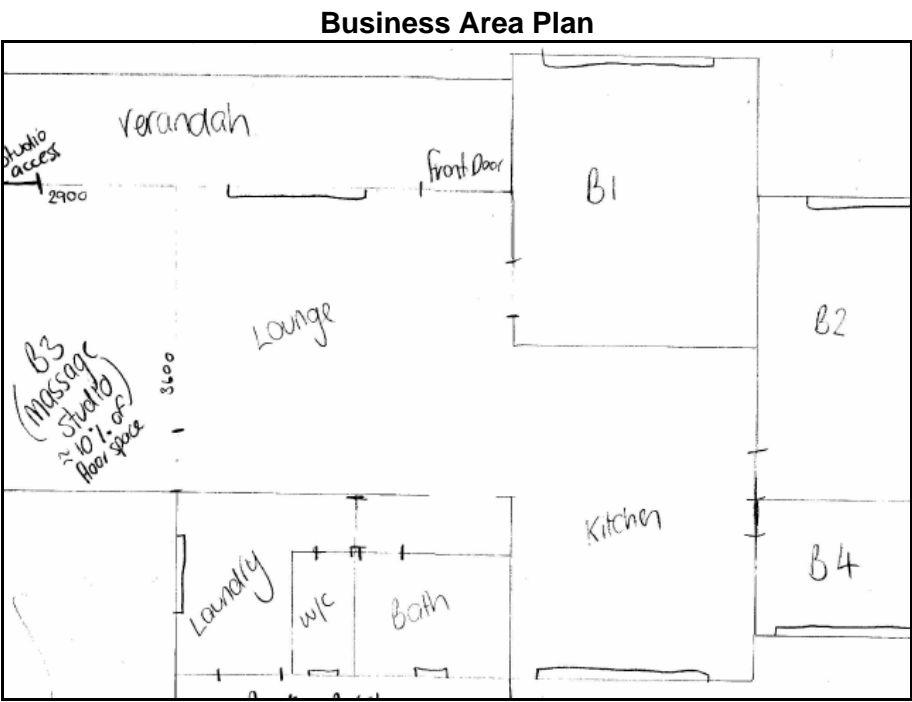 Business Area Plan
Verandah
Studio
access
Front Door
2900
B1
Lounge
B2
3600
B3
(Massage
Studio)
≈ 10% of
floor space
Kitchen
B4
Laundry
W/C
Bath